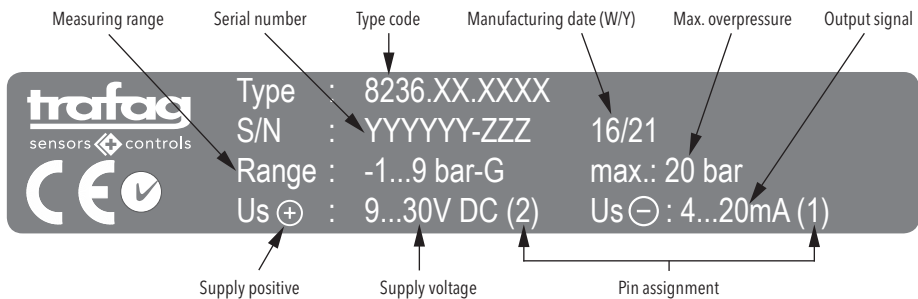 Measuring range Serial number Type code Manufacturing date (W/Y) Max. overpressure Output signal
trafag
sensors controls
CE
Type : 8236.XX.XXXX
S/N : YYYYYY-ZZZ 16/21
Range : -1...9 bar-G max.: 20 bar
Us ⊕ : 9...30V DC (2) Us ⊖ : 4...20mA (1)
Supply positive Supply voltage Pin assignment